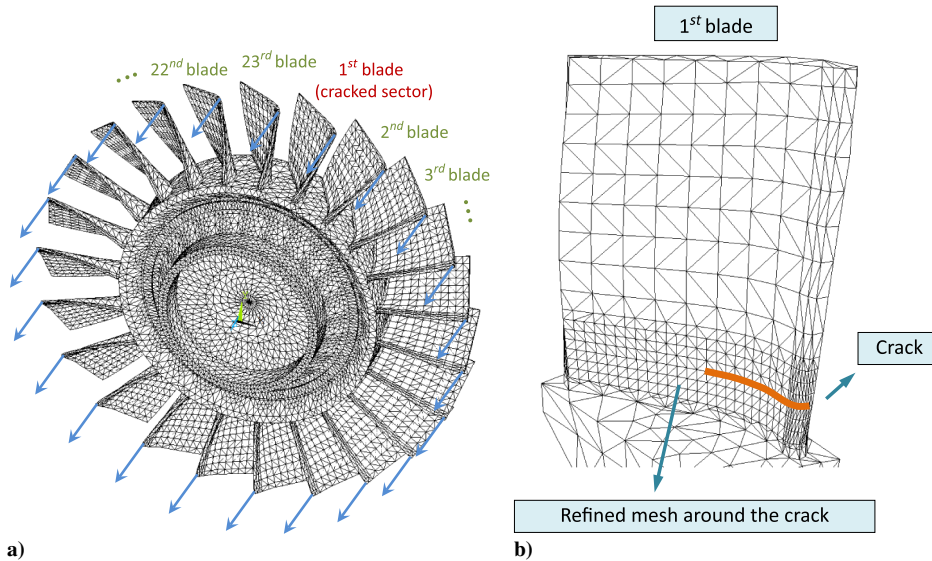 22nd blade
23rd blade
1st blade
(cracked sector)
2nd blade
3rd blade
a)
1st blade
Crack
Refined mesh around the crack
b)